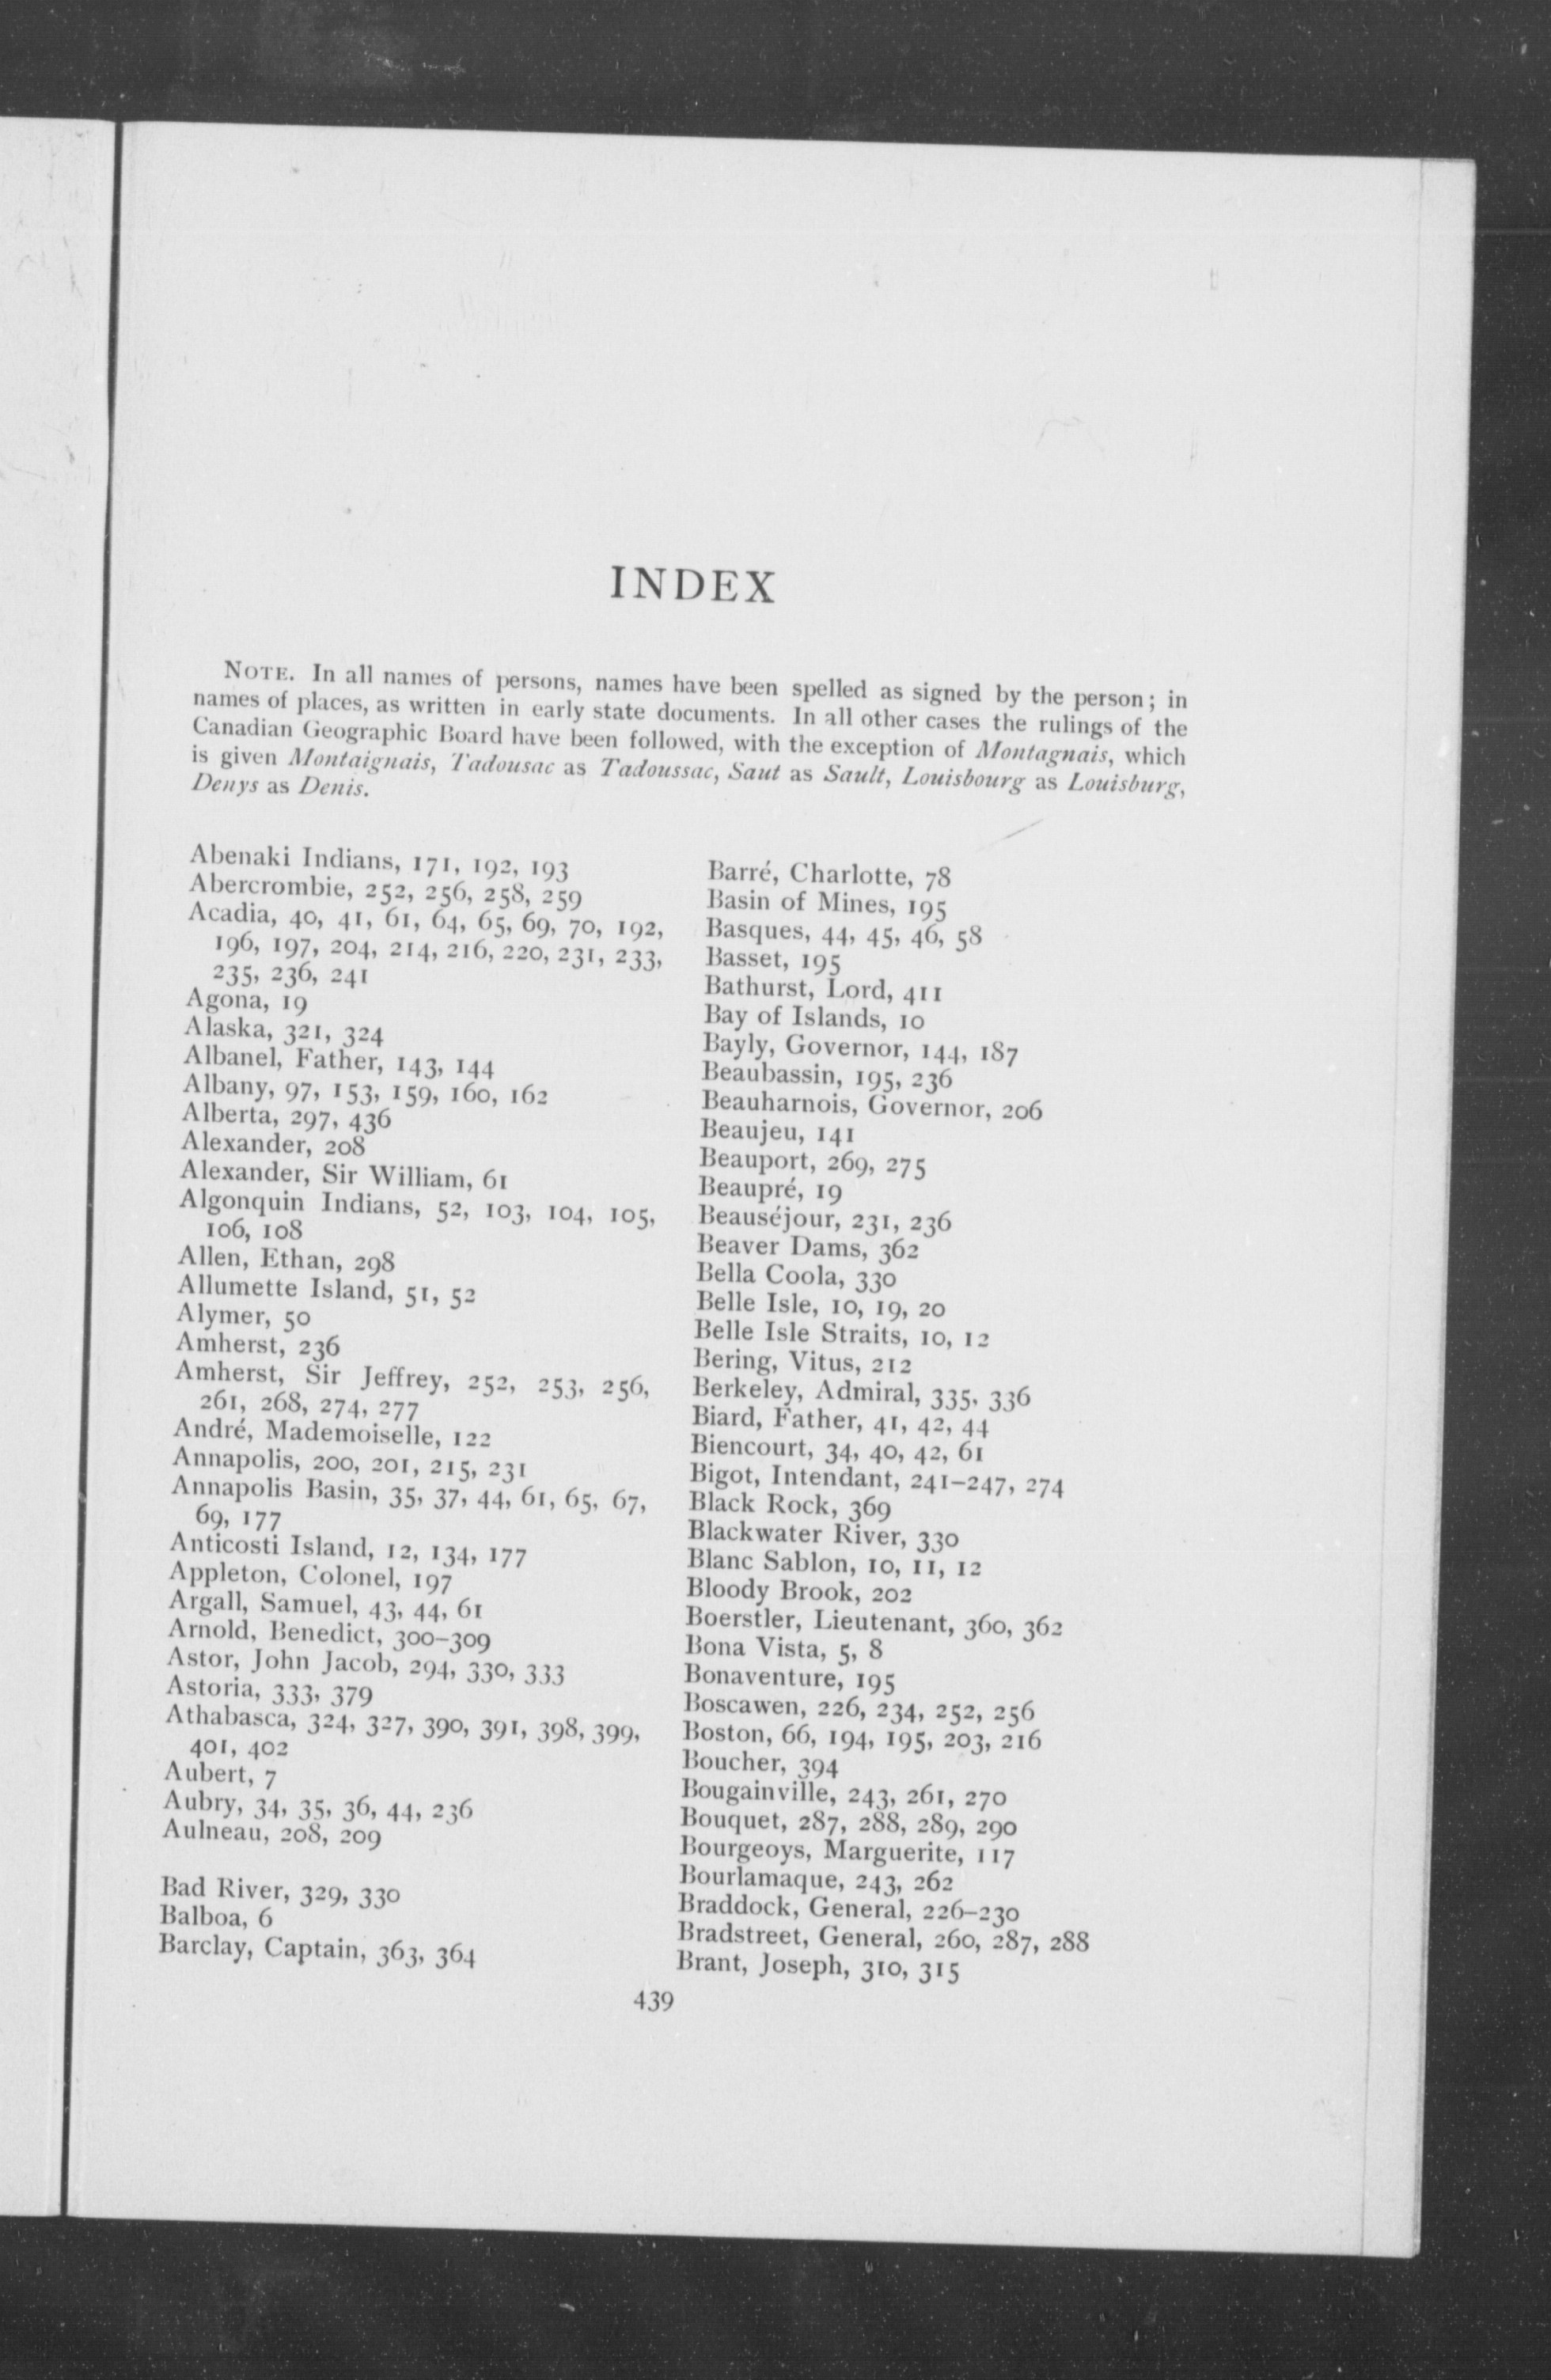 INDEX
NOTE. In all names of persons, names have been spelled as signed by the person; in
names of places, as written in early state documents. In all other cases the rulings of the
Canadian Geographic Board have been followed, with the exception of Montagnais, which
is given Montaignais, Tadousac as Tadoussac, Saut as Sault, Louisbourg as Louisburg,
Denys as Denis.
Abenaki Indians, 171, 192, 193
Abercrombie, 252, 256, 258, 259
Acadia, 40, 41, 61, 64, 65, 69, 70, 192,
196, 197, 204, 214, 216, 220, 231, 233,
235, 236, 241
Agona, 19
Alaska, 321, 324
Albanel, Father, 143, 144
Albany, 97, 153, 159, 160, 162
Alberta, 297, 436
Alexander, 208
Alexander, Sir William, 61
Algonquin Indians, 52, 103, 104, 105,
106, 108
Allen, Ethan, 298
Allumette Island, 51, 52
Alymer, 50
Amherst, 236
Amherst, Sir Jeffrey, 252, 253, 256,
261, 268, 274, 277
André, Mademoiselle, 122
Annapolis, 200, 201, 215, 231
Annapolis Basin, 35, 37, 44, 61, 65, 67,
69, 177
Anticosti Island, 12, 134, 177
Appleton, Colonel, 197
Argall, Samuel, 43, 44, 61
Arnold, Benedict, 300–309
Astor, John Jacob, 294, 330, 333
Astoria, 333, 379
Athabasca, 324, 327, 390, 391, 398, 399,
401, 402
Aubert, 7
Aubry, 34, 35, 36, 44, 236
Aulneau, 208, 209
Bad River, 329, 330
Balboa, 6
Barclay, Captain, 363, 364
Barré, Charlotte, 78
Basin of Mines, 195
Basques, 44, 45, 46, 58
Basset, 195
Bathurst, Lord, 411
Bay of Islands, 10
Bayly, Governor, 144, 187
Beaubassin, 195, 236
Beauharnois, Governor, 206
Beaujeu, 141
Beauport, 269, 275
Beaupré, 19
Beauséjour, 231, 236
Beaver Dams, 362
Bella Coola, 330
Belle Isle, 10, 19, 20
Belle Isle Straits, 10, 12
Bering, Vitus, 212
Berkeley, Admiral, 335, 336
Biard, Father, 41, 42, 44
Biencourt, 34, 40, 42, 61
Bigot, Intendant, 241–247, 274
Black Rock, 369
Blackwater River, 330
Blanc Sablon, 10, 11, 12
Bloody Brook, 202
Boerstler, Lieutenant, 360, 362
Bona Vista, 5, 8
Bonaventure, 195
Boscawen, 226, 234, 252, 256
Boston, 66, 194, 195, 203, 216
Boucher, 394
Bougainville, 243, 261, 270
Bouquet, 287, 288, 289, 290
Bourgeoys, Marguerite, 117
Bourlamaque, 243, 262
Braddock, General, 226–230
Bradstreet, General, 260, 287, 288
Brant, Joseph, 310, 315
439